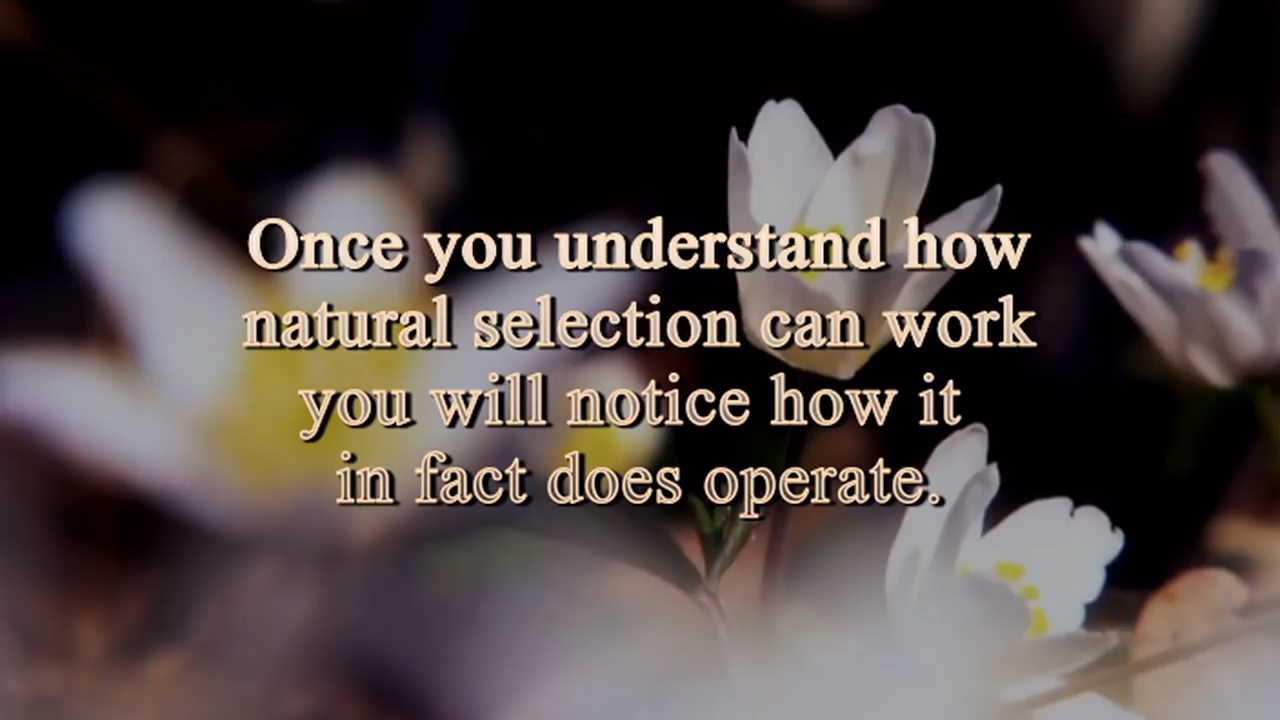 Once you understand how
natural selection can work
you will notice how it
in fact does operate.